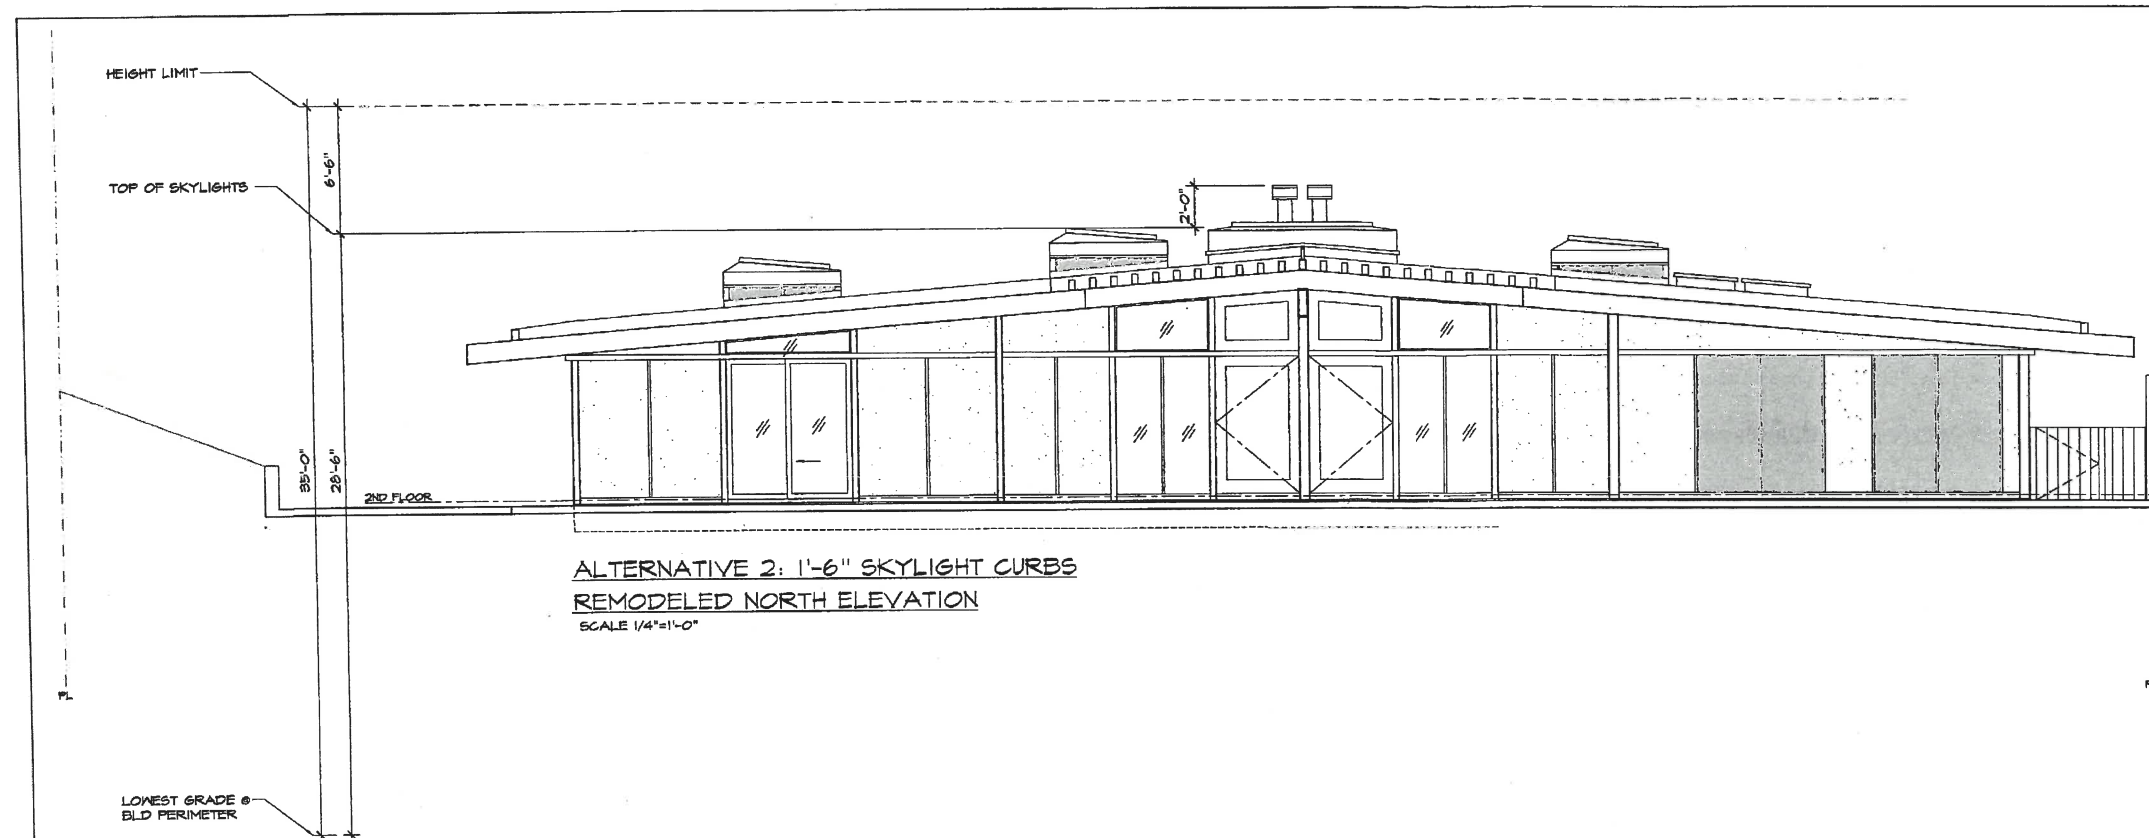 HEIGHT LIMIT
6'-6"
TOP OF SKYLIGHTS
2'-0"
35'-0"
28'-6"
2ND FLOOR
ALTERNATIVE 2: 1'-6" SKYLIGHT CURBS
REMODELED NORTH ELEVATION
SCALE 1/4"=1'-0"
PL
LOWEST GRADE @
BLD PERIMETER